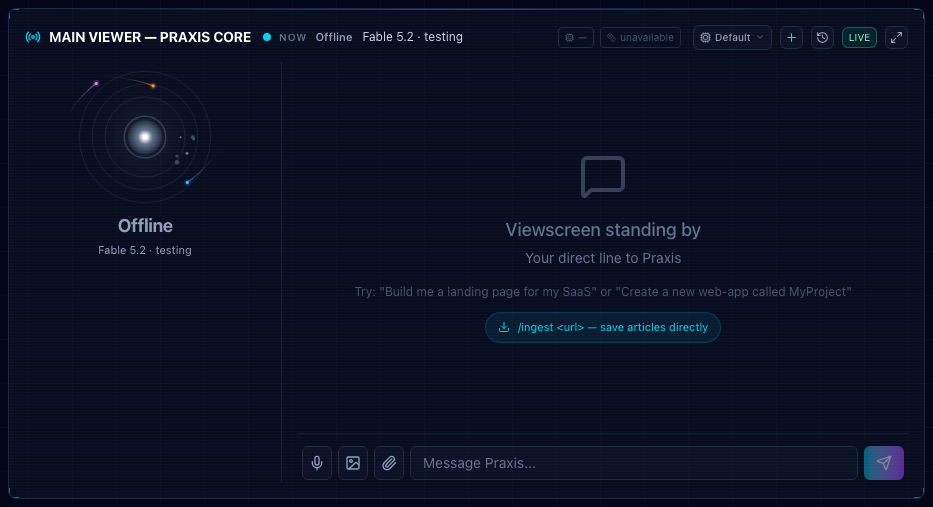 MAIN VIEWER — PRAXIS CORE NOW Offline Fable 5.2 · testing — unavailable Default LIVE
Offline
Fable 5.2 · testing
Viewscreen standing by
Your direct line to Praxis
Try: "Build me a landing page for my SaaS" or "Create a new web-app called MyProject"
/ingest <url> — save articles directly
Message Praxis...